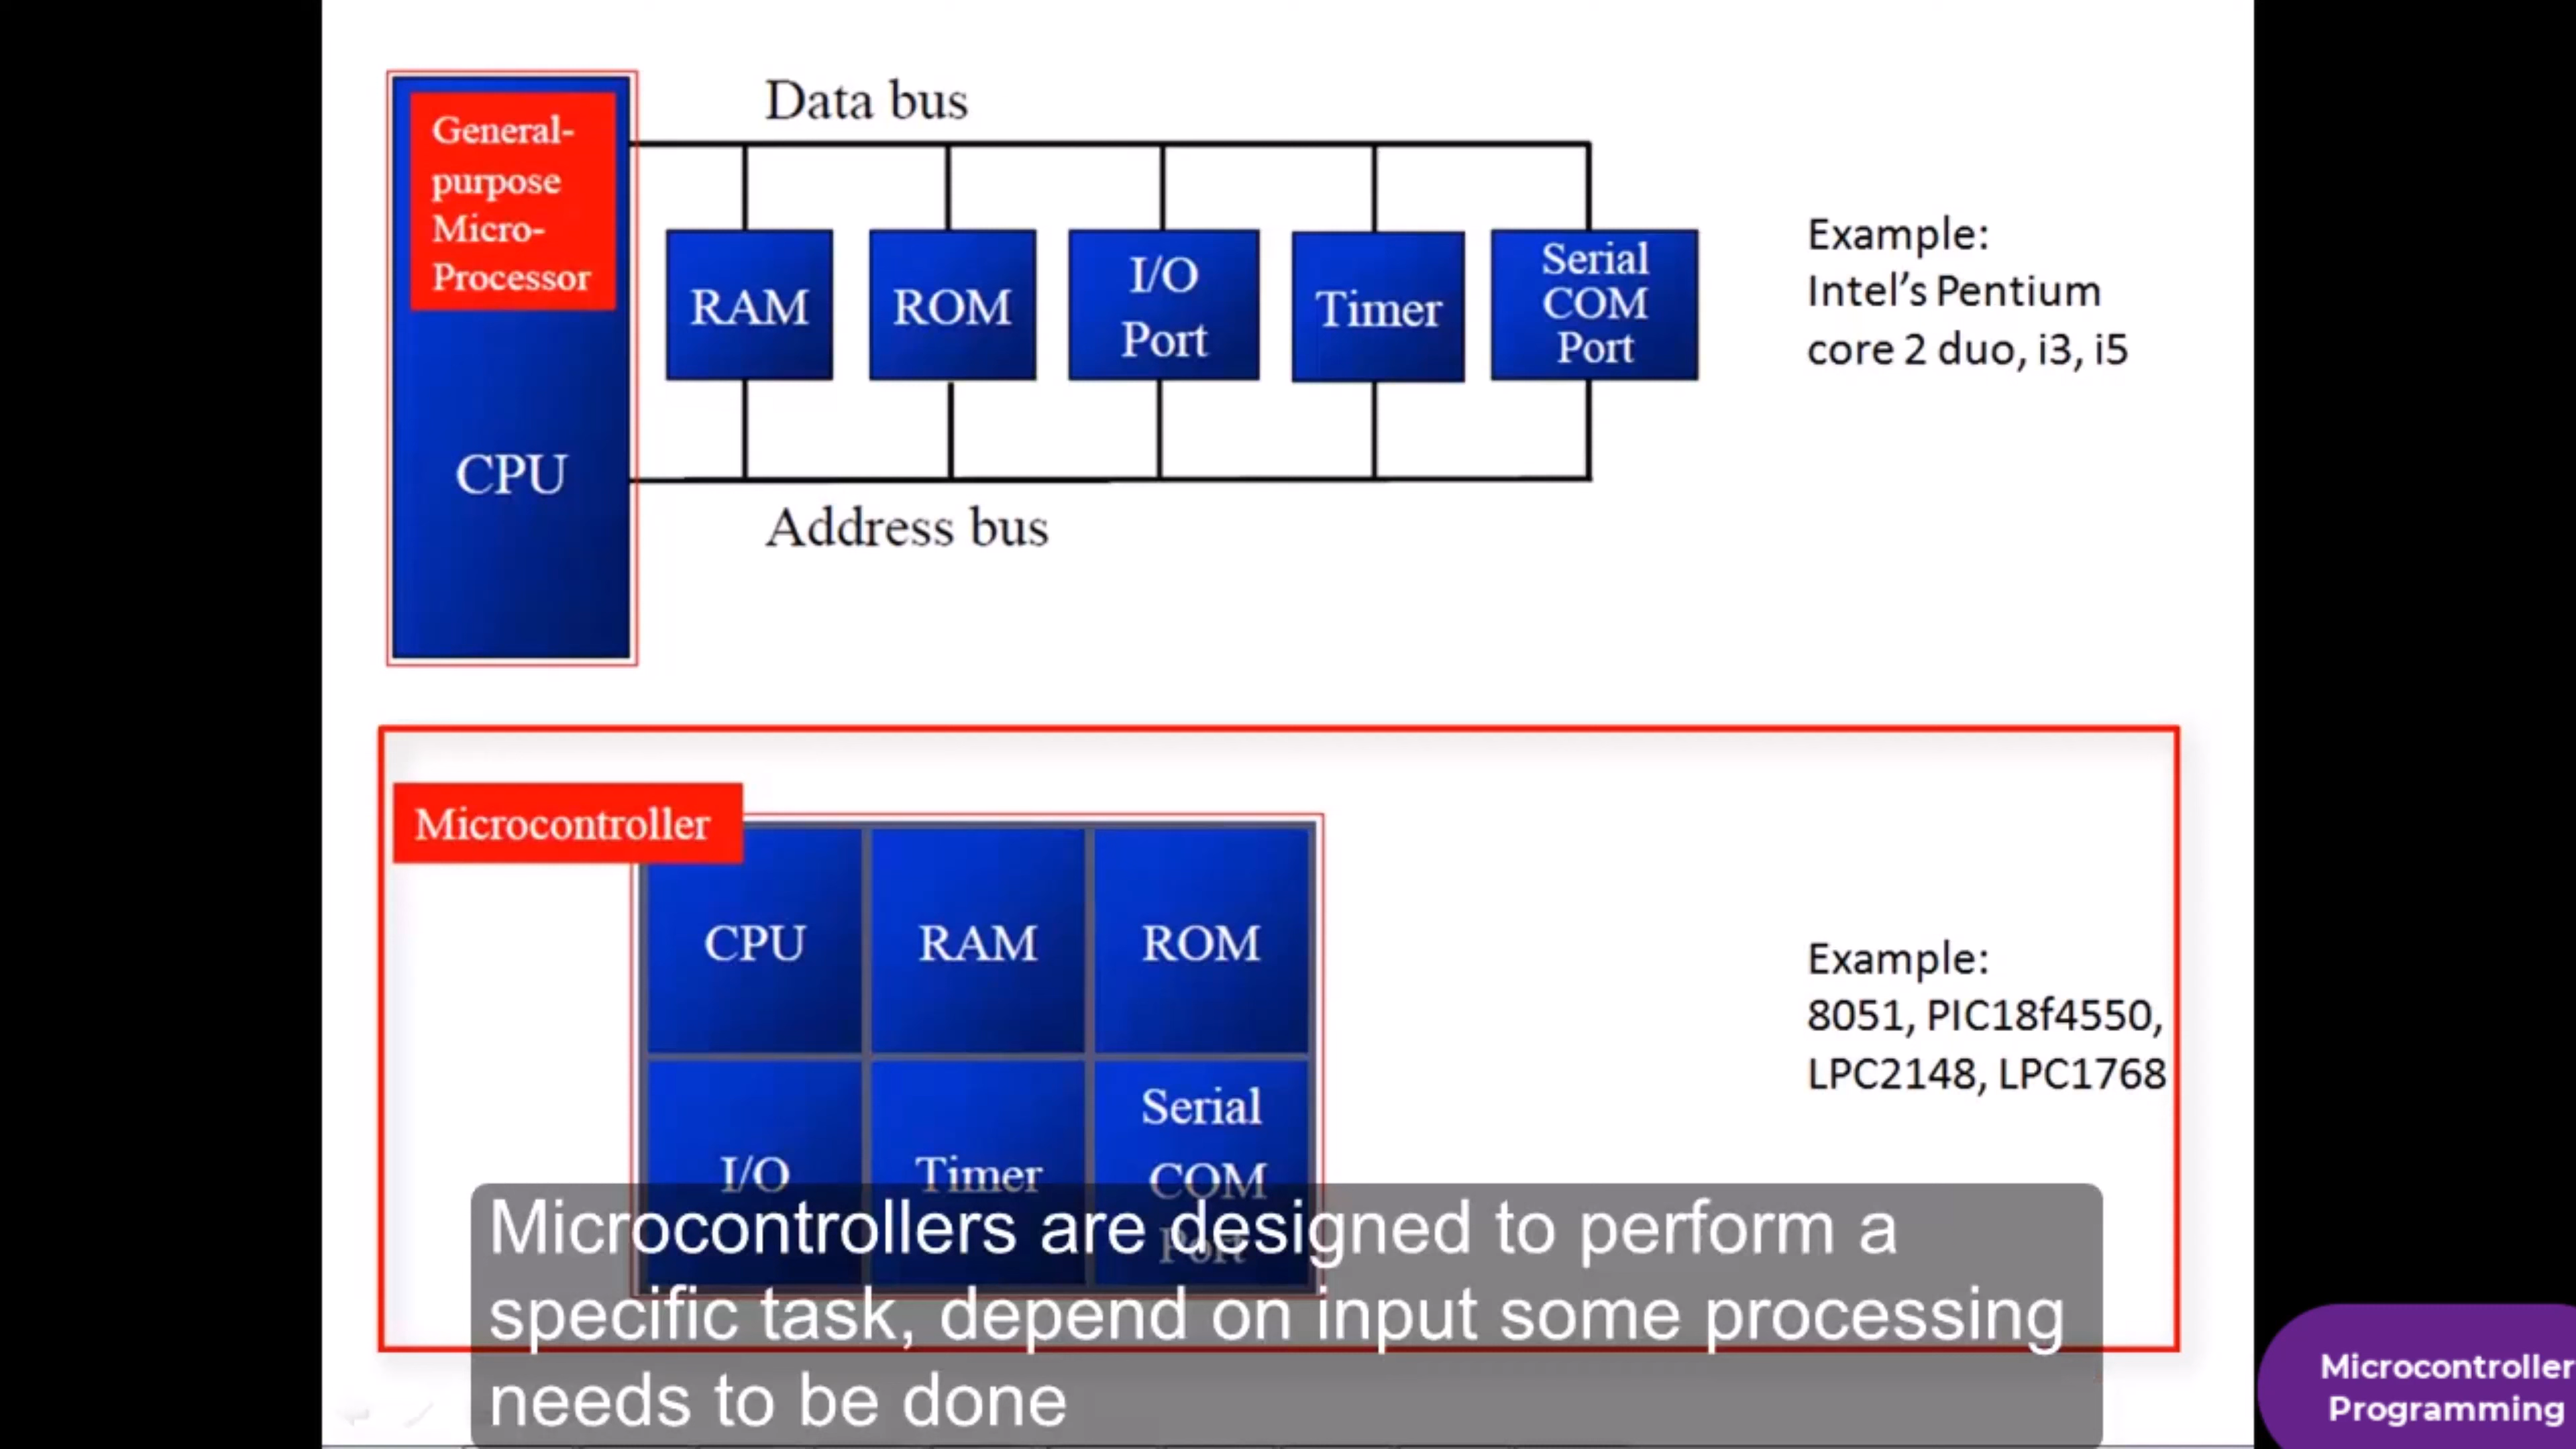 Data bus
General-
purpose
Micro-
Processor
CPU
RAM
ROM
I/O
Port
Timer
Serial
COM
Port
Address bus
Example:
Intel's Pentium
core 2 duo, i3, i5
Microcontroller
CPU
RAM
ROM
I/O
Timer
Serial
COM
Port
Example:
8051, PIC18f4550,
LPC2148, LPC1768
Microcontrollers are designed to perform a
specific task, depend on input some processing
needs to be done
Microcontroller
Programming